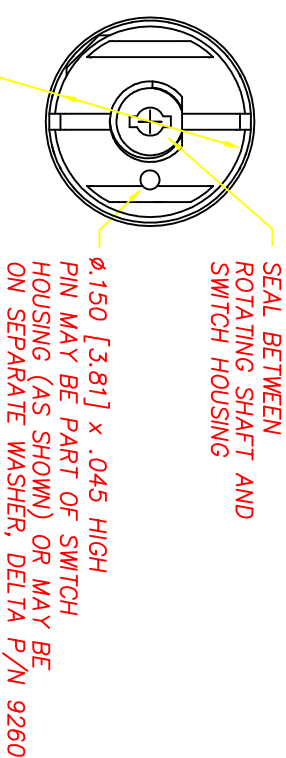 SEAL BETWEEN
ROTATING SHAFT AND
SWITCH HOUSING
ø.150 [3.81] x .045 HIGH
PIN MAY BE PART OF SWITCH
HOUSING (AS SHOWN) OR MAY BE
ON SEPARATE WASHER, DELTA P/N 9260